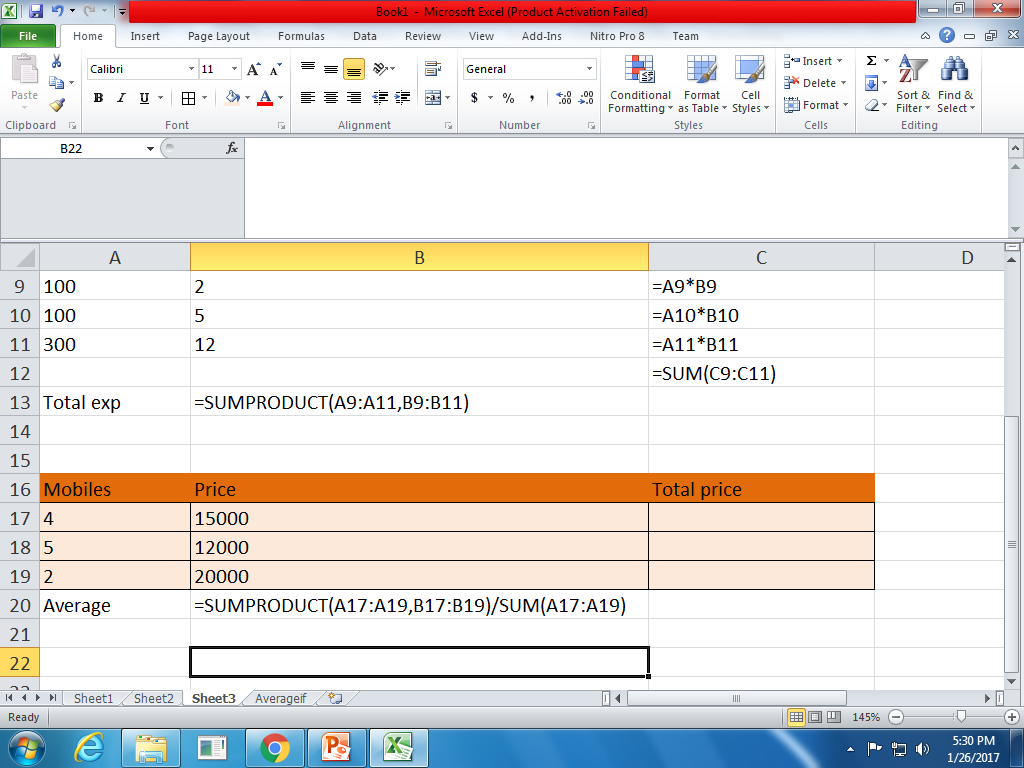 Book1 - Microsoft Excel (Product Activation Failed)
File Home Insert Page Layout Formulas Data Review View Add-Ins Nitro Pro 8 Team
Paste
Calibri 11
General
Conditional Formatting
Format as Table
Cell Styles
Insert
Delete
Format
Σ
Sort & Filter
Find & Select
B I U A
$ % ,
Clipboard Font Alignment Number Styles Cells Editing
B22 fx
A B C D
9 100 2 =A9*B9
10 100 5 =A10*B10
11 300 12 =A11*B11
12 =SUM(C9:C11)
13 Total exp =SUMPRODUCT(A9:A11,B9:B11)
14
15
16 Mobiles Price Total price
17 4 15000
18 5 12000
19 2 20000
20 Average =SUMPRODUCT(A17:A19,B17:B19)/SUM(A17:A19)
21
22
Sheet1 Sheet2 Sheet3 Averageif
Ready 145%
5:30 PM
1/26/2017